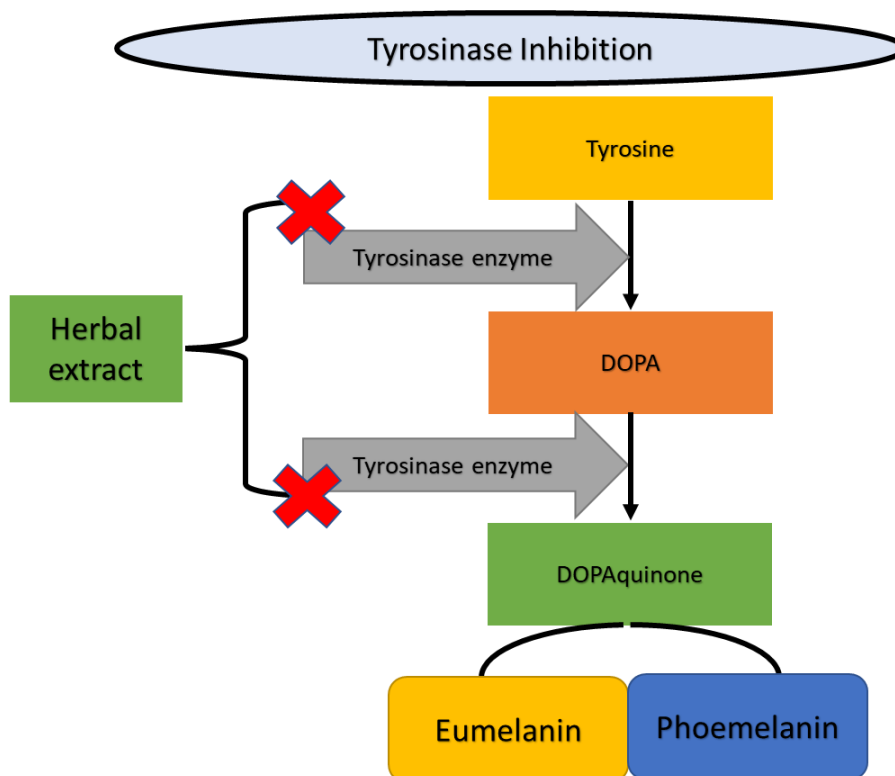 Tyrosinase Inhibition
Tyrosine
Tyrosinase enzyme
Herbal
extract
DOPA
Tyrosinase enzyme
DOPAquinone
Eumelanin
Phoemelanin